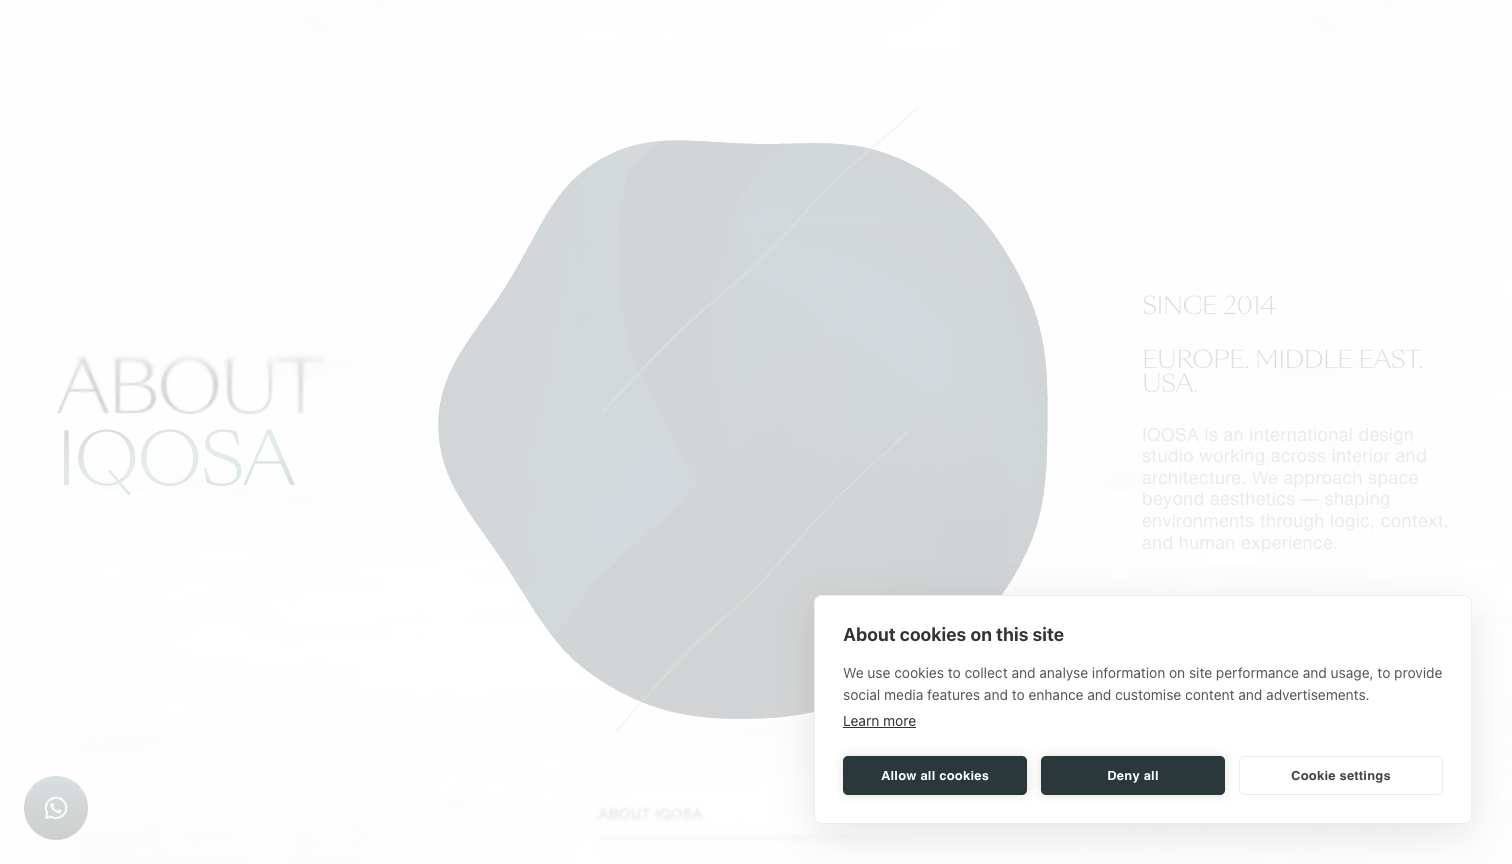 ABOUT
IQOSA
SINCE 2014
EUROPE. MIDDLE EAST.
USA.
IQOSA is an international design
studio working across interior and
architecture. We approach space
beyond aesthetics — shaping
environments through logic, context,
and human experience.
About cookies on this site
We use cookies to collect and analyse information on site performance and usage, to provide
social media features and to enhance and customise content and advertisements.
Learn more
Allow all cookies
Deny all
Cookie settings
ABOUT IQOSA